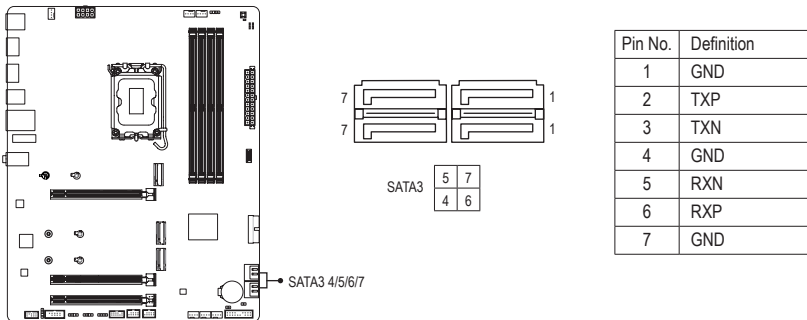 Pin No. Definition
1 GND
2 TXP
3 TXN
4 GND
5 RXN
6 RXP
7 GND
7 1
7 1
SATA3
5 7
4 6
SATA3 4/5/6/7